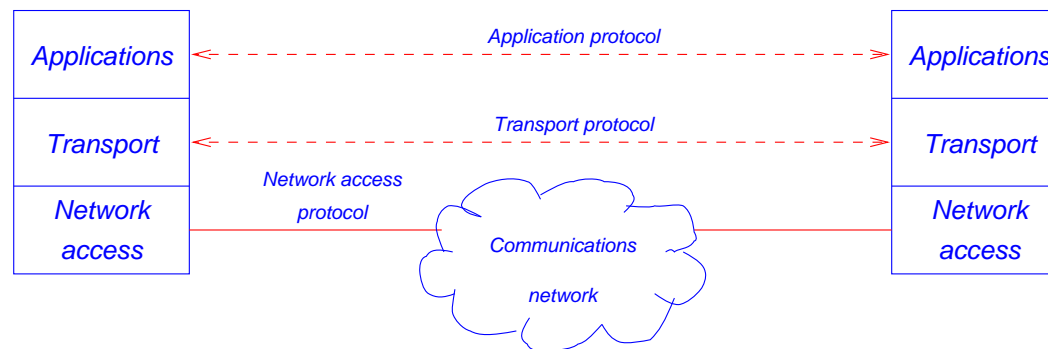 Applications
Application protocol
Applications
Transport
Transport protocol
Transport
Network
access
Network access
protocol
Communications
network
Network
access